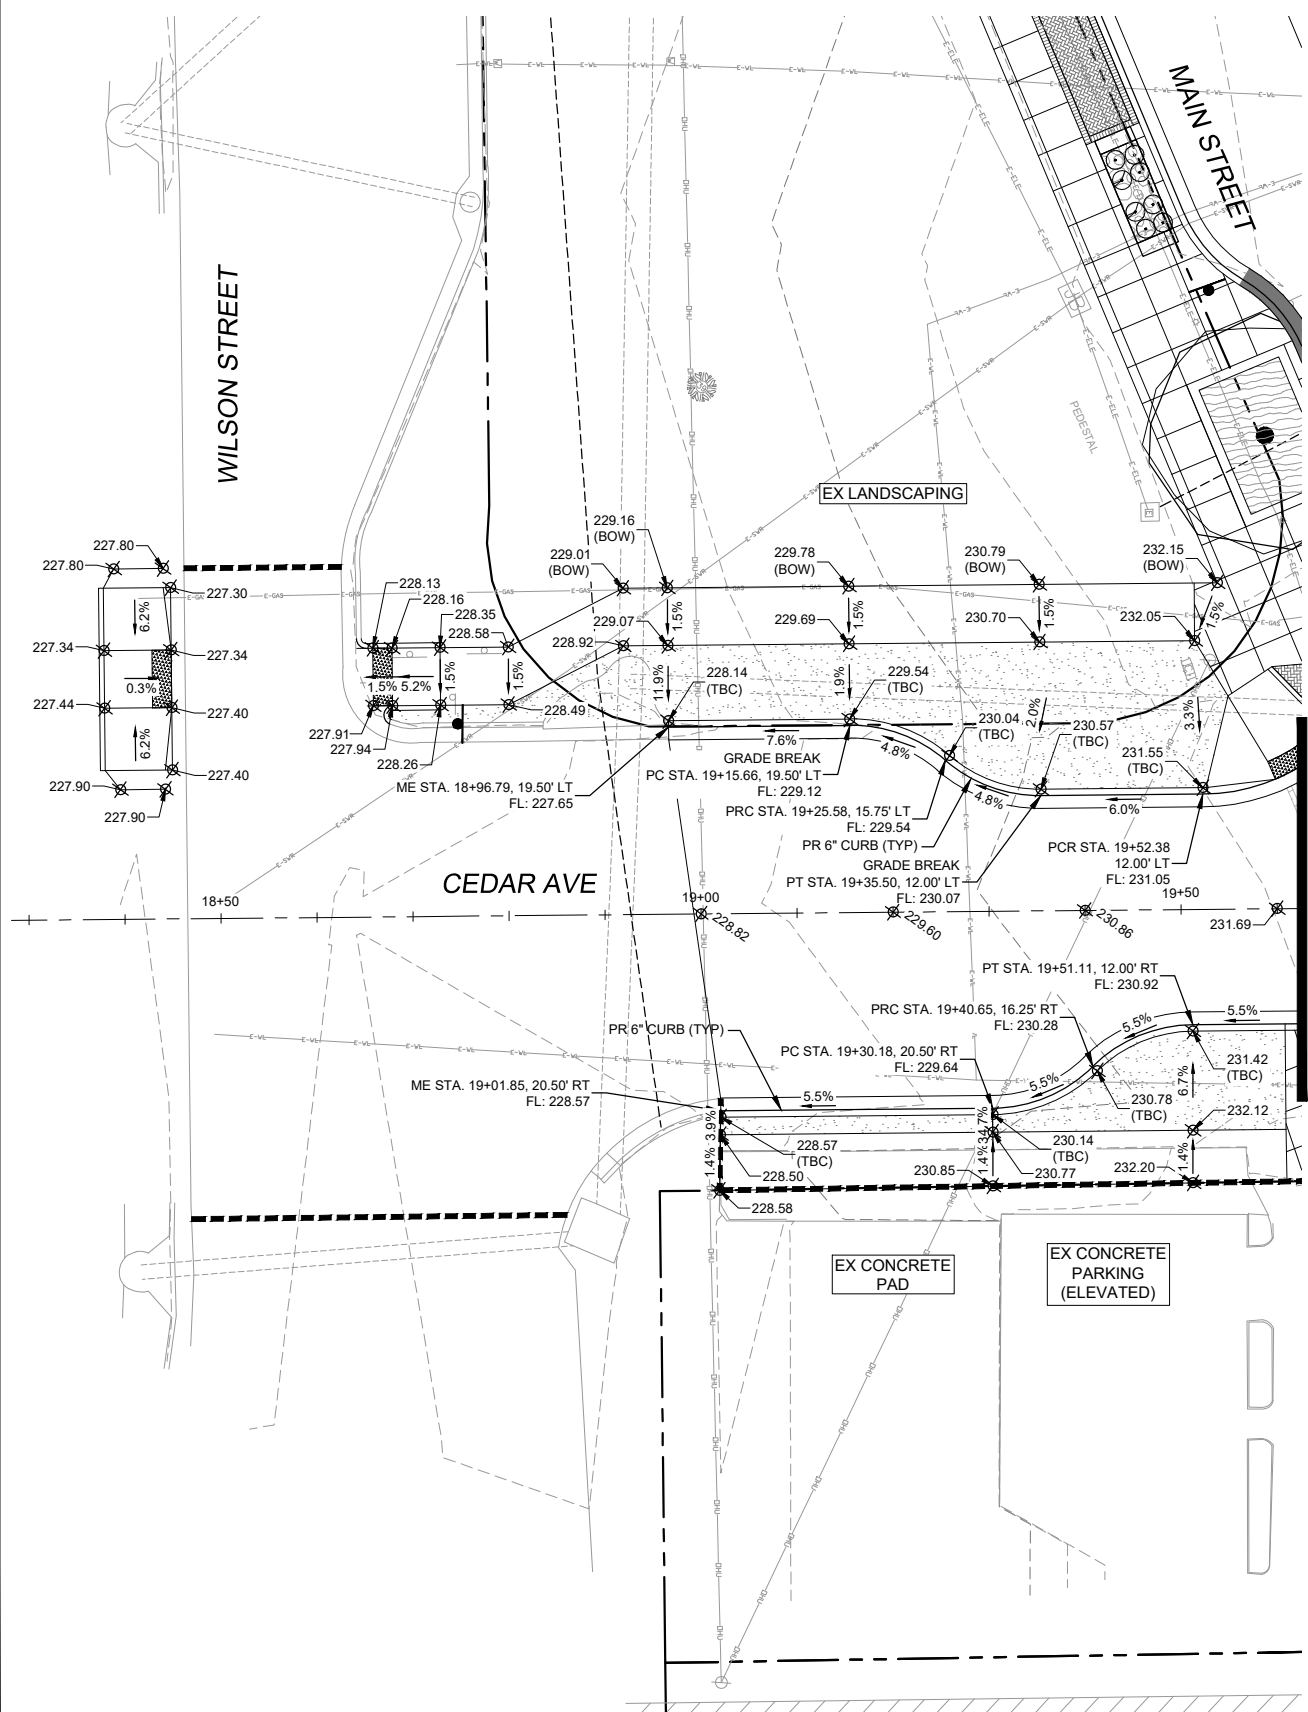 MAIN STREET
WILSON STREET
PEDESTAL
JB
E
EX LANDSCAPING
229.16
(BOW)
229.01
(BOW)
229.78
(BOW)
230.79
(BOW)
232.15
(BOW)
227.80
227.80
227.30
6.2%
227.34
227.34
0.3%
227.44
227.40
6.2%
227.40
227.90
227.90
228.13
228.16
228.35
228.58
1.5%
5.2%
1.5%
1.5%
227.91
227.94
228.26
228.49
228.92
229.07
1.5%
229.69
1.5%
230.70
1.5%
232.05
1.5%
11.9%
228.14
(TBC)
1.9%
229.54
(TBC)
230.04
(TBC)
2.0%
230.57
(TBC)
3.3%
231.55
(TBC)
7.6%
4.8%
4.8%
6.0%
ME STA. 18+96.79, 19.50' LT
FL: 227.65
GRADE BREAK
PC STA. 19+15.66, 19.50' LT
FL: 229.12
PRC STA. 19+25.58, 15.75' LT
FL: 229.54
PR 6" CURB (TYP)
GRADE BREAK
PT STA. 19+35.50, 12.00' LT
FL: 230.07
PCR STA. 19+52.38
12.00' LT
FL: 231.05
CEDAR AVE
18+50
19+00
19+50
228.82
229.60
230.86
231.69
PT STA. 19+51.11, 12.00' RT
FL: 230.92
PRC STA. 19+40.65, 16.25' RT
FL: 230.28
PR 6" CURB (TYP)
PC STA. 19+30.18, 20.50' RT
FL: 229.64
ME STA. 19+01.85, 20.50' RT
FL: 228.57
5.5%
5.5%
5.5%
5.5%
231.42
(TBC)
6.7%
230.78
(TBC)
232.12
3.9%
34.7%
228.57
(TBC)
230.14
(TBC)
1.4%
1.4%
1.4%
228.50
230.85
230.77
232.20
228.58
EX CONCRETE
PAD
EX CONCRETE
PARKING
(ELEVATED)
E-WL
E-ELE
E-SWR
E-GAS
OHU